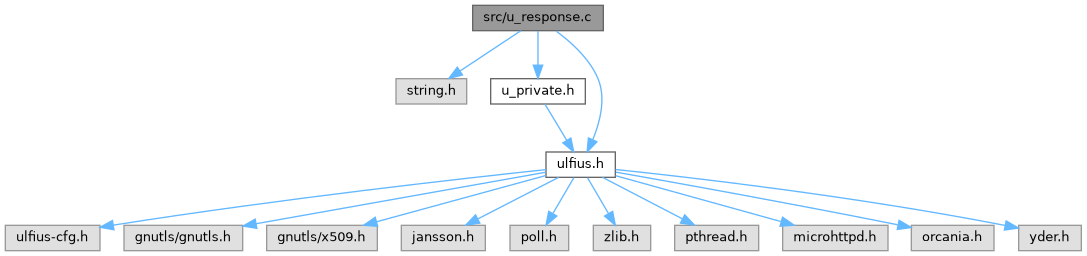 src/u_response.c
string.h
u_private.h
ulfius.h
ulfius-cfg.h
gnutls/gnutls.h
gnutls/x509.h
jansson.h
poll.h
zlib.h
pthread.h
microhttpd.h
orcania.h
yder.h